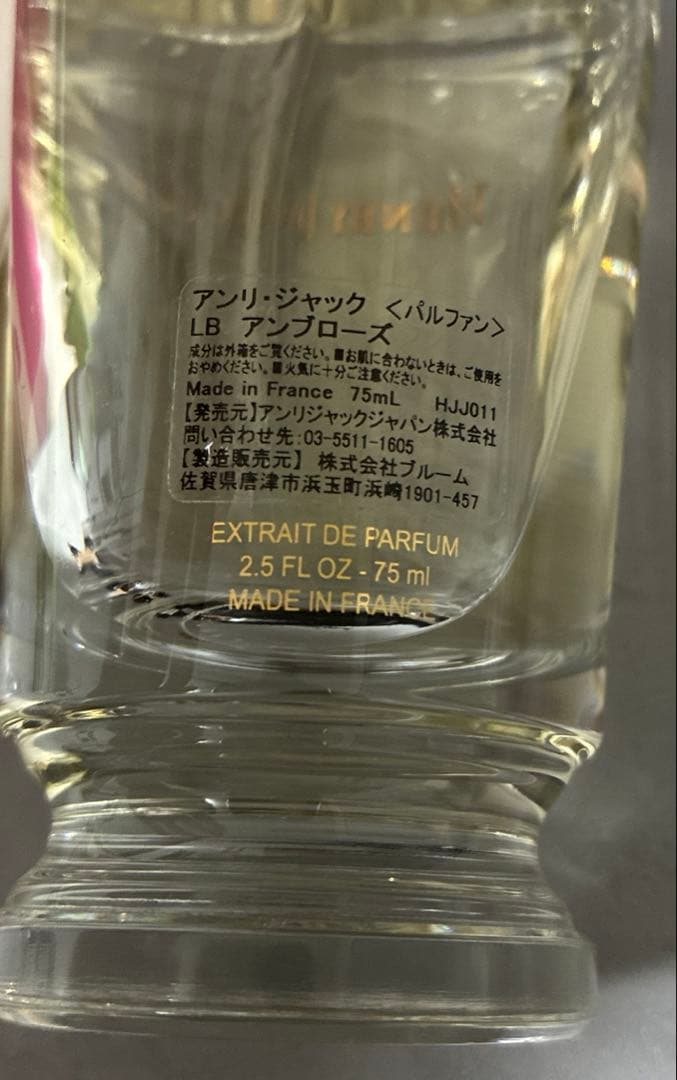 アンリ・ジャック <パルファン>
LB アンブローズ
成分は外箱をご覧ください。■お肌に合わないときは、ご使用を
おやめください。■火気に十分ご注意ください。
Made in France 75mL HJJ011
【発売元】アンリジャックジャパン株式会社
問い合わせ先:03-5511-1605
【製造販売元】 株式会社ブルーム
佐賀県唐津市浜玉町浜崎1901-457
EXTRAIT DE PARFUM
2.5 FL OZ - 75 ml
MADE IN FRANCE